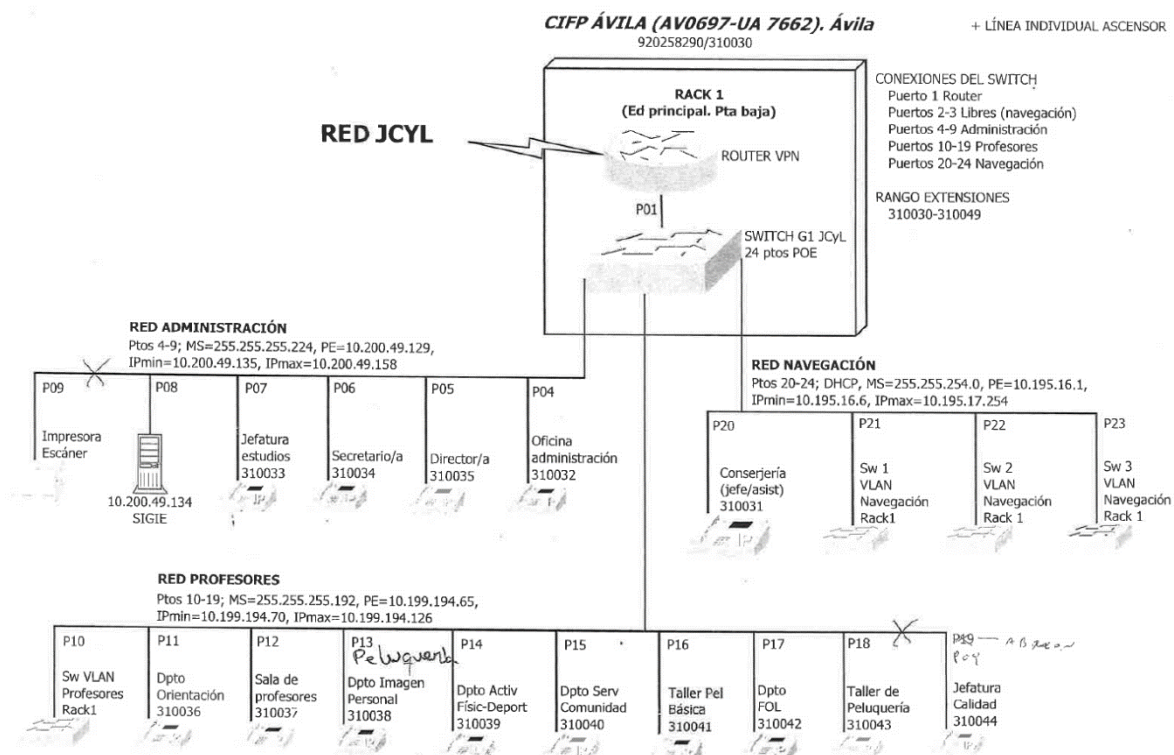 CIFP ÁVILA (AV0697-UA 7662). Ávila
920258290/310030
+ LÍNEA INDIVIDUAL ASCENSOR
RACK 1
(Ed principal. Pta baja)
RED JCYL
ROUTER VPN
P01
SWITCH G1 JCyL
24 ptos POE
CONEXIONES DEL SWITCH
Puerto 1 Router
Puertos 2-3 Libres (navegación)
Puertos 4-9 Administración
Puertos 10-19 Profesores
Puertos 20-24 Navegación
RANGO EXTENSIONES
310030-310049
RED ADMINISTRACIÓN
Ptos 4-9; MS=255.255.255.224, PE=10.200.49.129,
IPmin=10.200.49.135, IPmax=10.200.49.158
P09
Impresora
Escáner
P08
10.200.49.134
SIGIE
P07
Jefatura
estudios
310033
P06
Secretario/a
310034
P05
Director/a
310035
P04
Oficina
administración
310032
RED NAVEGACIÓN
Ptos 20-24; DHCP, MS=255.255.254.0, PE=10.195.16.1,
IPmin=10.195.16.6, IPmax=10.195.17.254
P20
Conserjería
(jefe/asist)
310031
P21
Sw 1
VLAN
Navegación
Rack1
P22
Sw 2
VLAN
Navegación
Rack 1
P23
Sw 3
VLAN
Navegación
Rack 1
RED PROFESORES
Ptos 10-19; MS=255.255.255.192, PE=10.199.194.65,
IPmin=10.199.194.70, IPmax=10.199.194.126
P10
Sw VLAN
Profesores
Rack1
P11
Dpto
Orientación
310036
P12
Sala de
profesores
310037
P13
Peluquería
Dpto Imagen
Personal
310038
P14
Dpto Activ
Físic-Deport
310039
P15
Dpto Serv
Comunidad
310040
P16
Taller Pel
Básica
310041
P17
Dpto
FOL
310042
P18
Taller de
Peluquería
310043
P19
P09
Jefatura
Calidad
310044